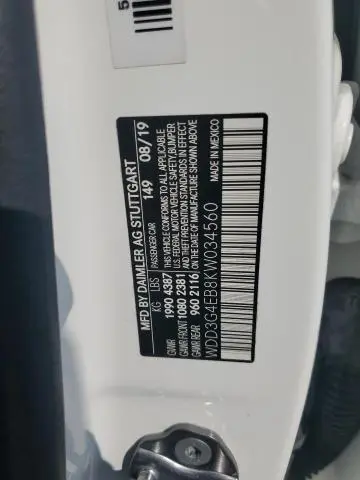 MFD BY DAIMLER AG STUTTGART
PASSENGER CAR 149 08/19
KG LBS THIS VEHICLE CONFORMS TO ALL APPLICABLE
GVWR 1990 4387 U.S. FEDERAL MOTOR VEHICLE SAFETY, BUMPER
GAWR FRONT 1080 2381 AND THEFT PREVENTION STANDARDS IN EFFECT
GAWR REAR 960 2116 ON THE DATE OF MANUFACTURE SHOWN ABOVE
MADE IN MEXICO
WDD3G4EB8KW034560
5